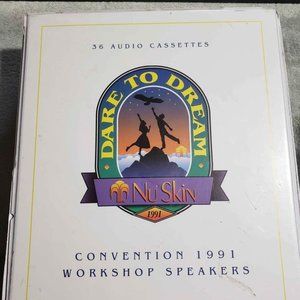 36 AUDIO CASSETTES
DARE TO DREAM
NU SKIN
1991
CONVENTION 1991
WORKSHOP SPEAKERS